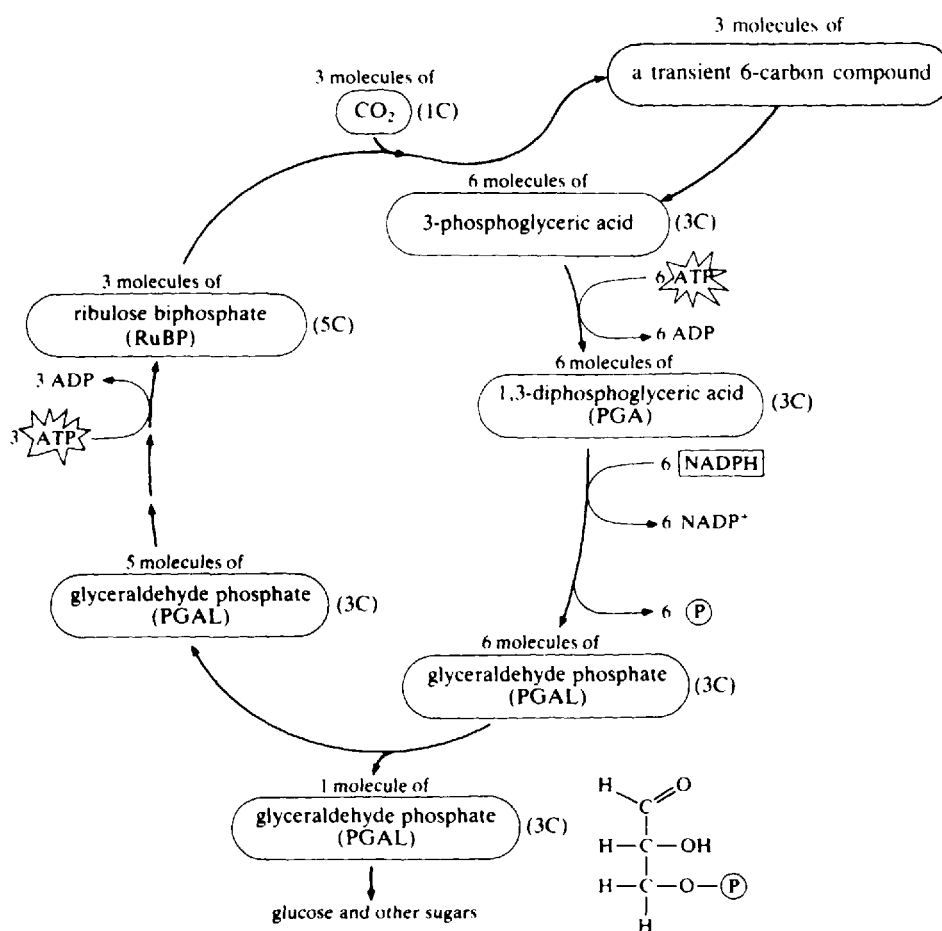 3 molecules of
a transient 6-carbon compound
3 molecules of
CO₂ (1C)
6 molecules of
3-phosphoglyceric acid (3C)
6 ATP
6 ADP
3 molecules of
ribulose biphosphate
(RuBP)
(5C)
3 ADP
3 ATP
6 molecules of
1,3-diphosphoglyceric acid
(PGA)
(3C)
6 NADPH
6 NADP⁺
6 P
5 molecules of
glyceraldehyde phosphate
(PGAL)
(3C)
6 molecules of
glyceraldehyde phosphate
(PGAL)
(3C)
1 molecule of
glyceraldehyde phosphate
(PGAL)
(3C)
glucose and other sugars
H O
C
H—C—OH
H—C—O—P
H